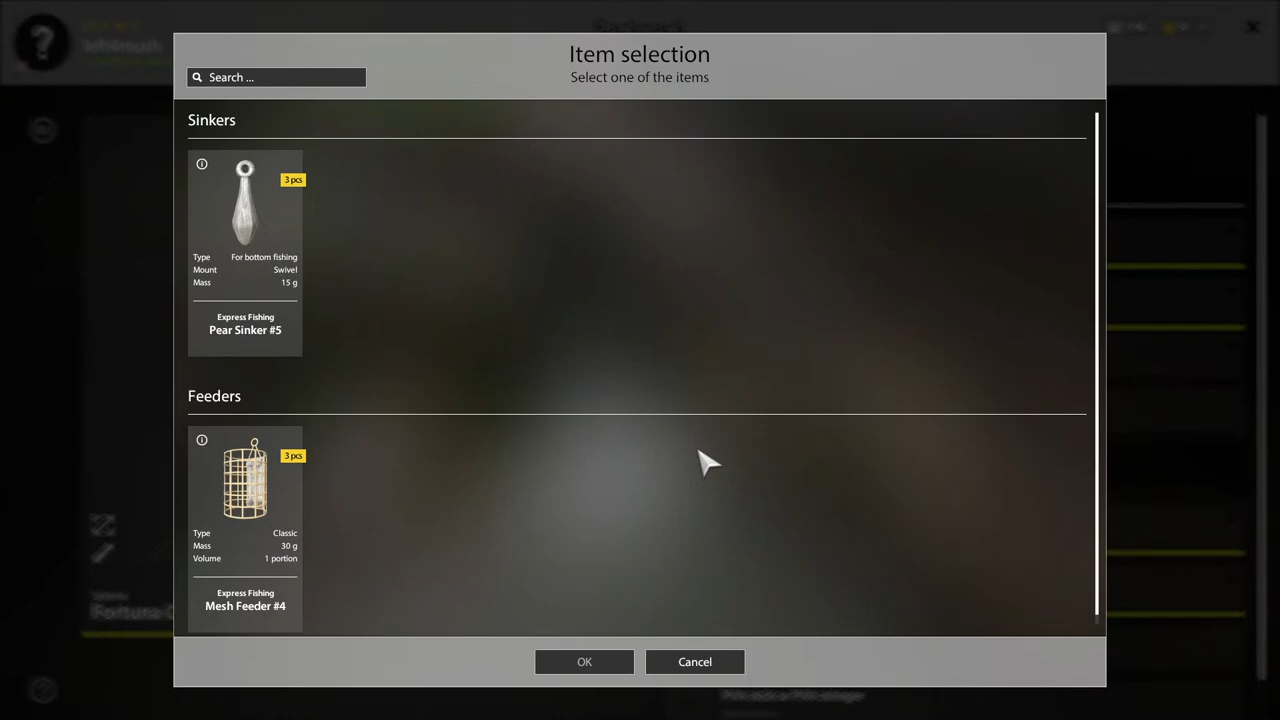 Item selection
Select one of the items
Search ...
Sinkers
3 pcs
Type For bottom fishing
Mount Swivel
Mass 15 g
Express Fishing
Pear Sinker #5
Feeders
3 pcs
Type Classic
Mass 30 g
Volume 1 portion
Express Fishing
Mesh Feeder #4
OK
Cancel